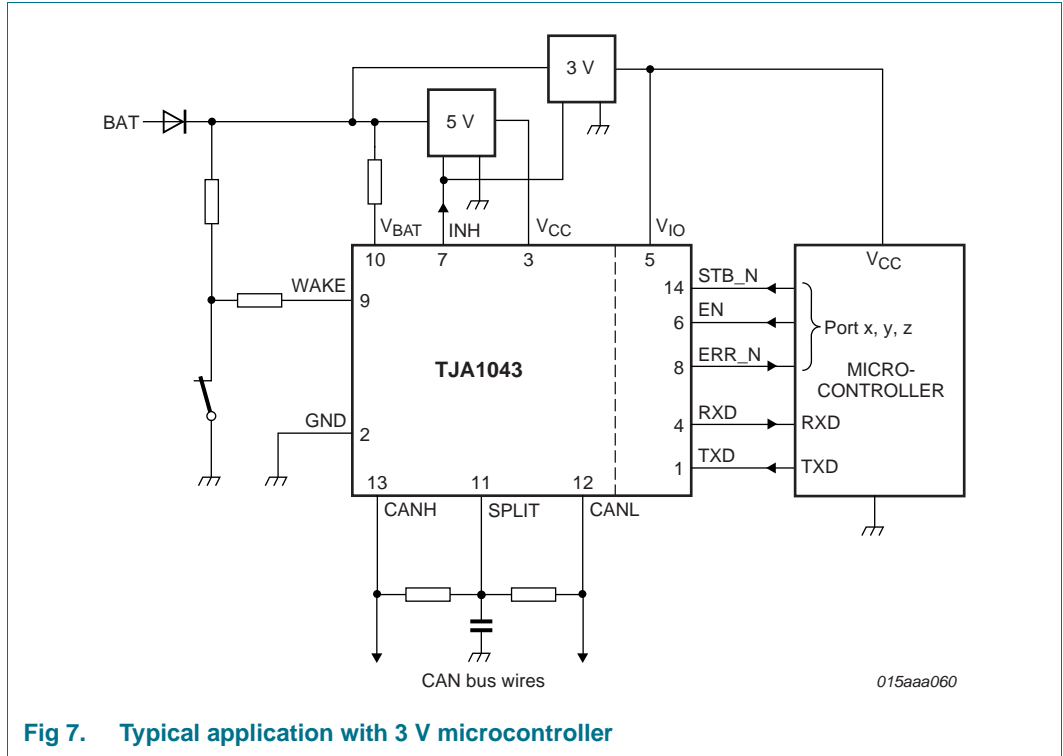 3 V
BAT
5 V
VBAT
INH
VCC
VIO
10
7
3
5
VCC
WAKE
9
14
STB_N
6
EN
Port x, y, z
8
ERR_N
TJA1043
MICRO-
CONTROLLER
GND
2
4
RXD
RXD
1
TXD
TXD
13
11
12
CANH
SPLIT
CANL
CAN bus wires
015aaa060
Fig 7. Typical application with 3 V microcontroller